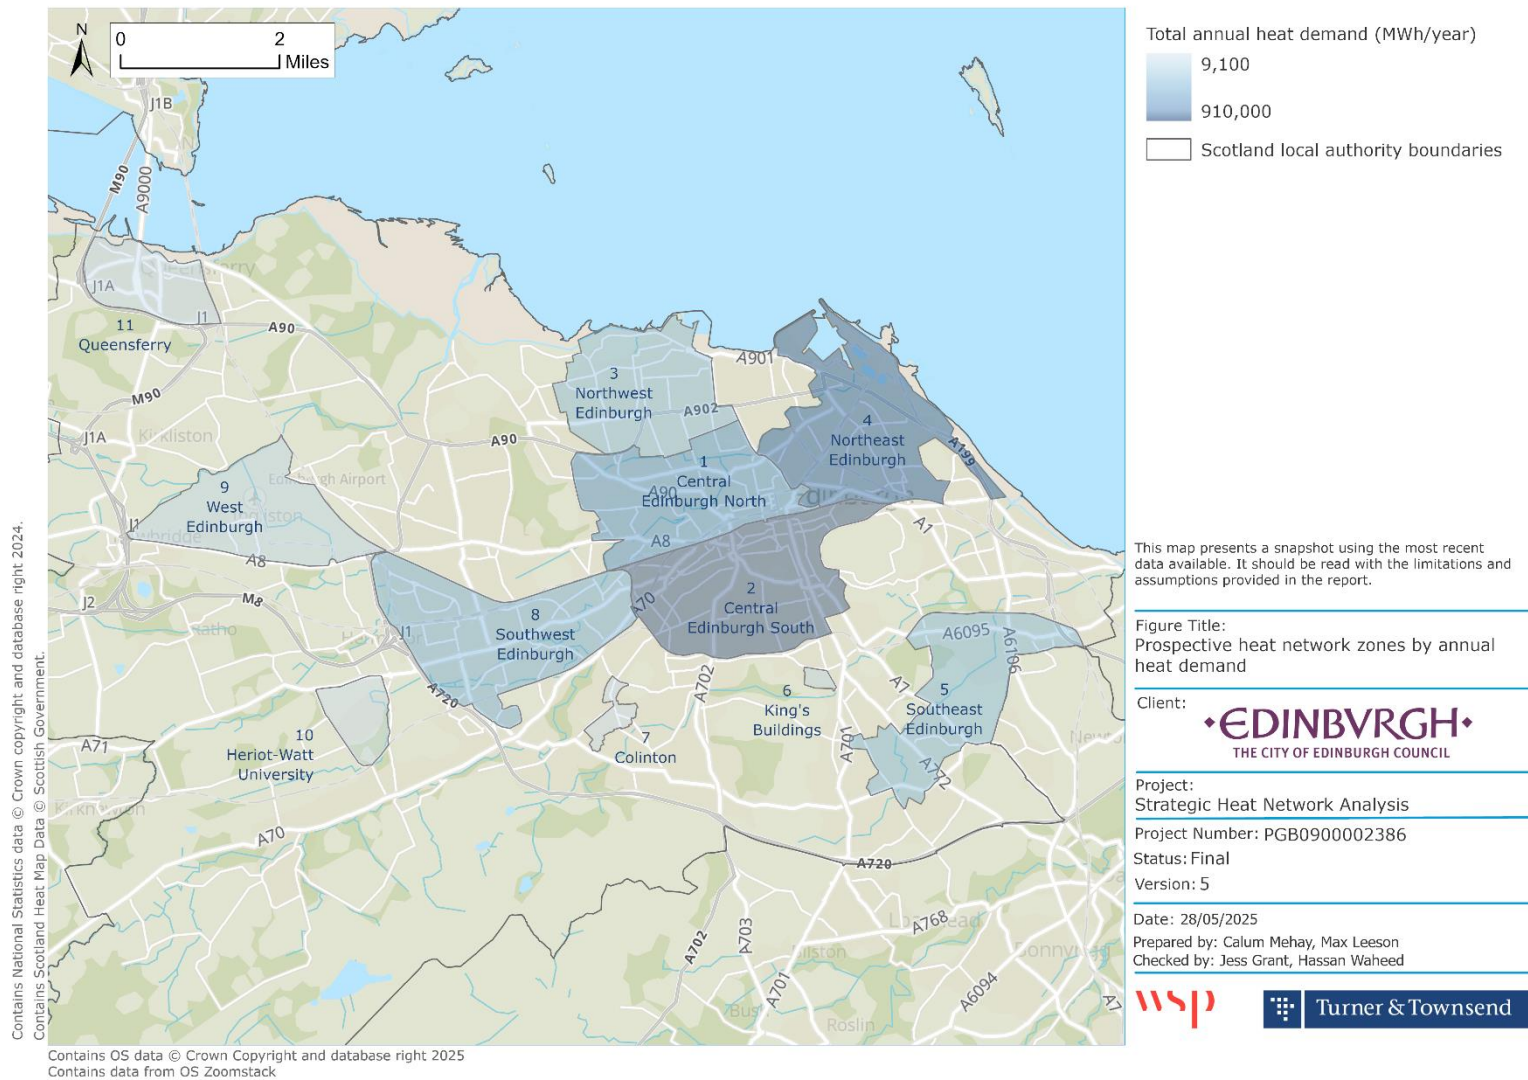 N
0 2
Miles
J1B
M90
A9000
Queensferry
J1A
J1
11
Queensferry
A90
M90
J1A
Kirkliston
A90
3
Northwest
Edinburgh
A902
A901
4
Northeast
Edinburgh
A199
1
Central
Edinburgh North
A90
A8
9
West
Edinburgh
Edinburgh Airport
J1
A8
J2
M8
Ratho
J1
8
Southwest
Edinburgh
A70
2
Central
Edinburgh South
A1
A6095
A6106
A720
A702
6
King's
Buildings
A7
5
Southeast
Edinburgh
A701
A772
7
Colinton
10
Heriot-Watt
University
A71
Kirknewton
A70
A720
A702
A703
A701
A768
Loanhead
Bilston
Bonnyrigg
A6094
Roslin
A7
Total annual heat demand (MWh/year)
9,100
910,000
Scotland local authority boundaries
This map presents a snapshot using the most recent
data available. It should be read with the limitations and
assumptions provided in the report.
Figure Title:
Prospective heat network zones by annual
heat demand
Client:
EDINBVRGH
THE CITY OF EDINBURGH COUNCIL
Project:
Strategic Heat Network Analysis
Project Number: PGB0900002386
Status: Final
Version: 5
Date: 28/05/2025
Prepared by: Calum Mehay, Max Leeson
Checked by: Jess Grant, Hassan Waheed
wsp
Turner & Townsend
Contains National Statistics data © Crown copyright and database right 2024.
Contains Scotland Heat Map Data © Scottish Government.
Contains OS data © Crown Copyright and database right 2025
Contains data from OS Zoomstack